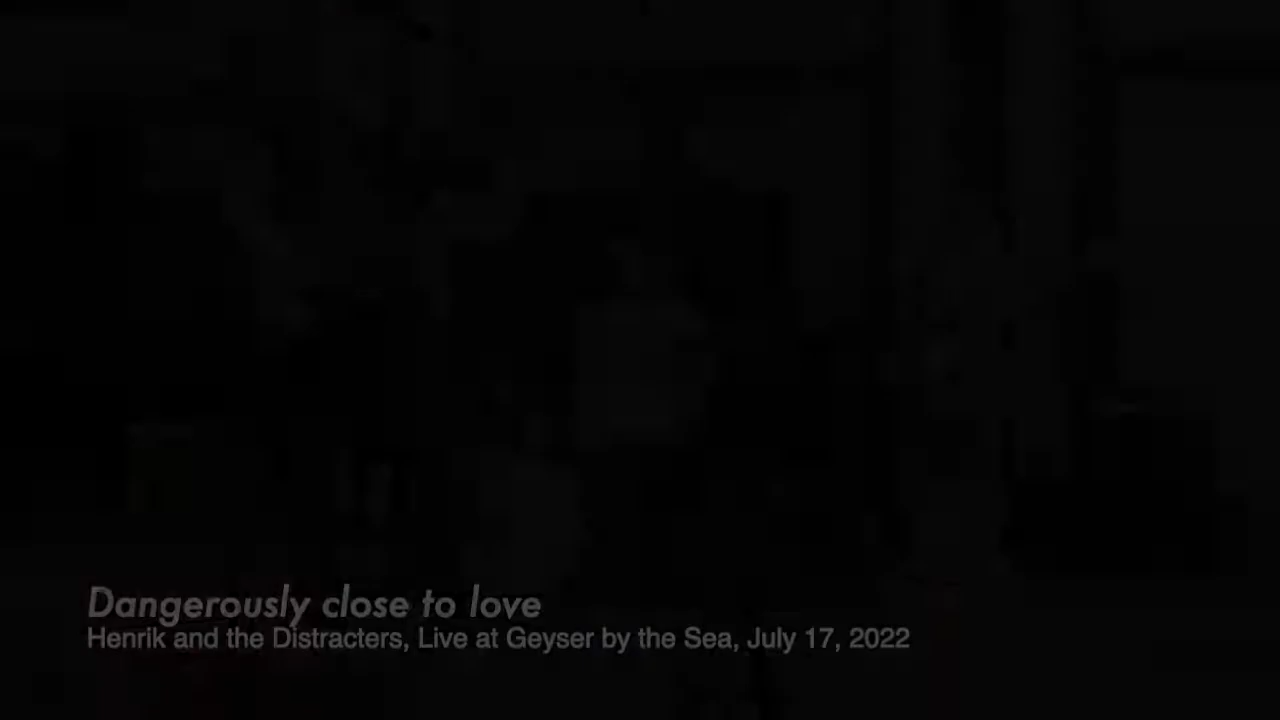 Dangerously close to love
Henrik and the Distracters, Live at Geyser by the Sea, July 17, 2022